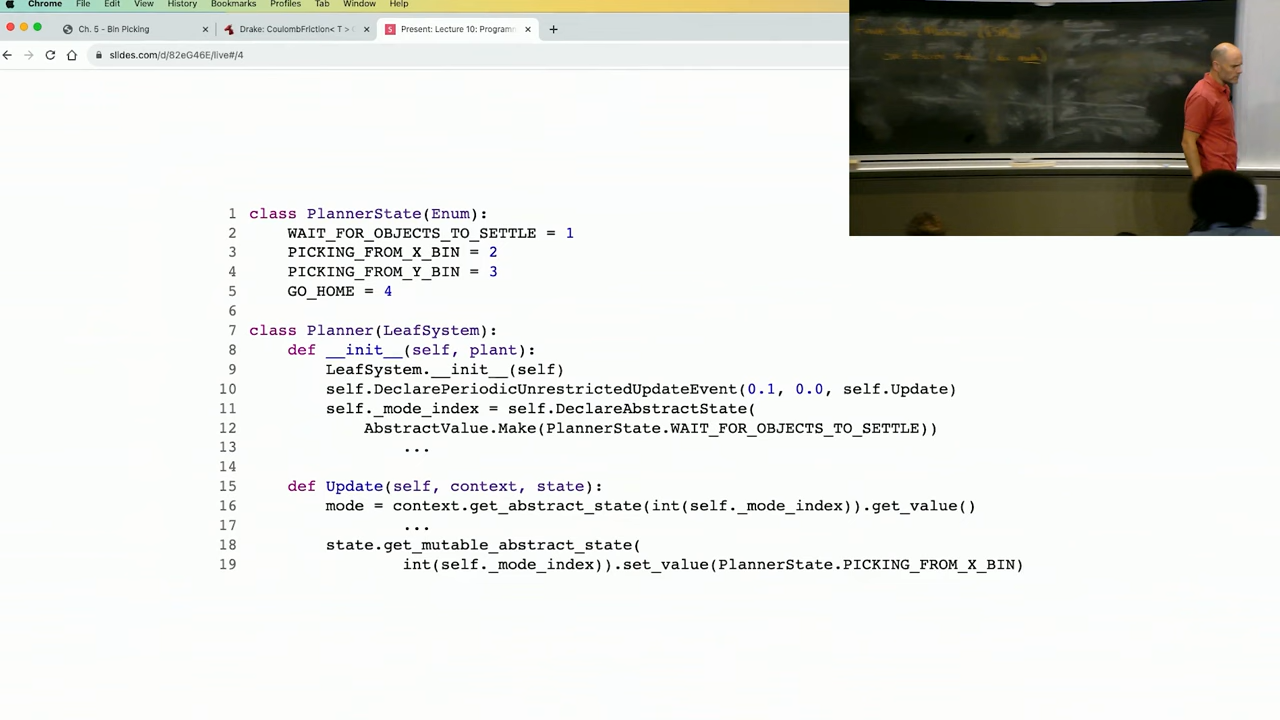 Chrome File Edit View History Bookmarks Profiles Tab Window Help
Ch. 5 - Bin Picking
Drake: CoulombFriction< T >
Present: Lecture 10: Programm
slides.com/d/82eG46E/live#/4
1 class PlannerState(Enum):
2 WAIT_FOR_OBJECTS_TO_SETTLE = 1
3 PICKING_FROM_X_BIN = 2
4 PICKING_FROM_Y_BIN = 3
5 GO_HOME = 4
6
7 class Planner(LeafSystem):
8 def __init__(self, plant):
9 LeafSystem.__init__(self)
10 self.DeclarePeriodicUnrestrictedUpdateEvent(0.1, 0.0, self.Update)
11 self._mode_index = self.DeclareAbstractState(
12 AbstractValue.Make(PlannerState.WAIT_FOR_OBJECTS_TO_SETTLE))
13 ...
14
15 def Update(self, context, state):
16 mode = context.get_abstract_state(int(self._mode_index)).get_value()
17 ...
18 state.get_mutable_abstract_state(
19 int(self._mode_index)).set_value(PlannerState.PICKING_FROM_X_BIN)